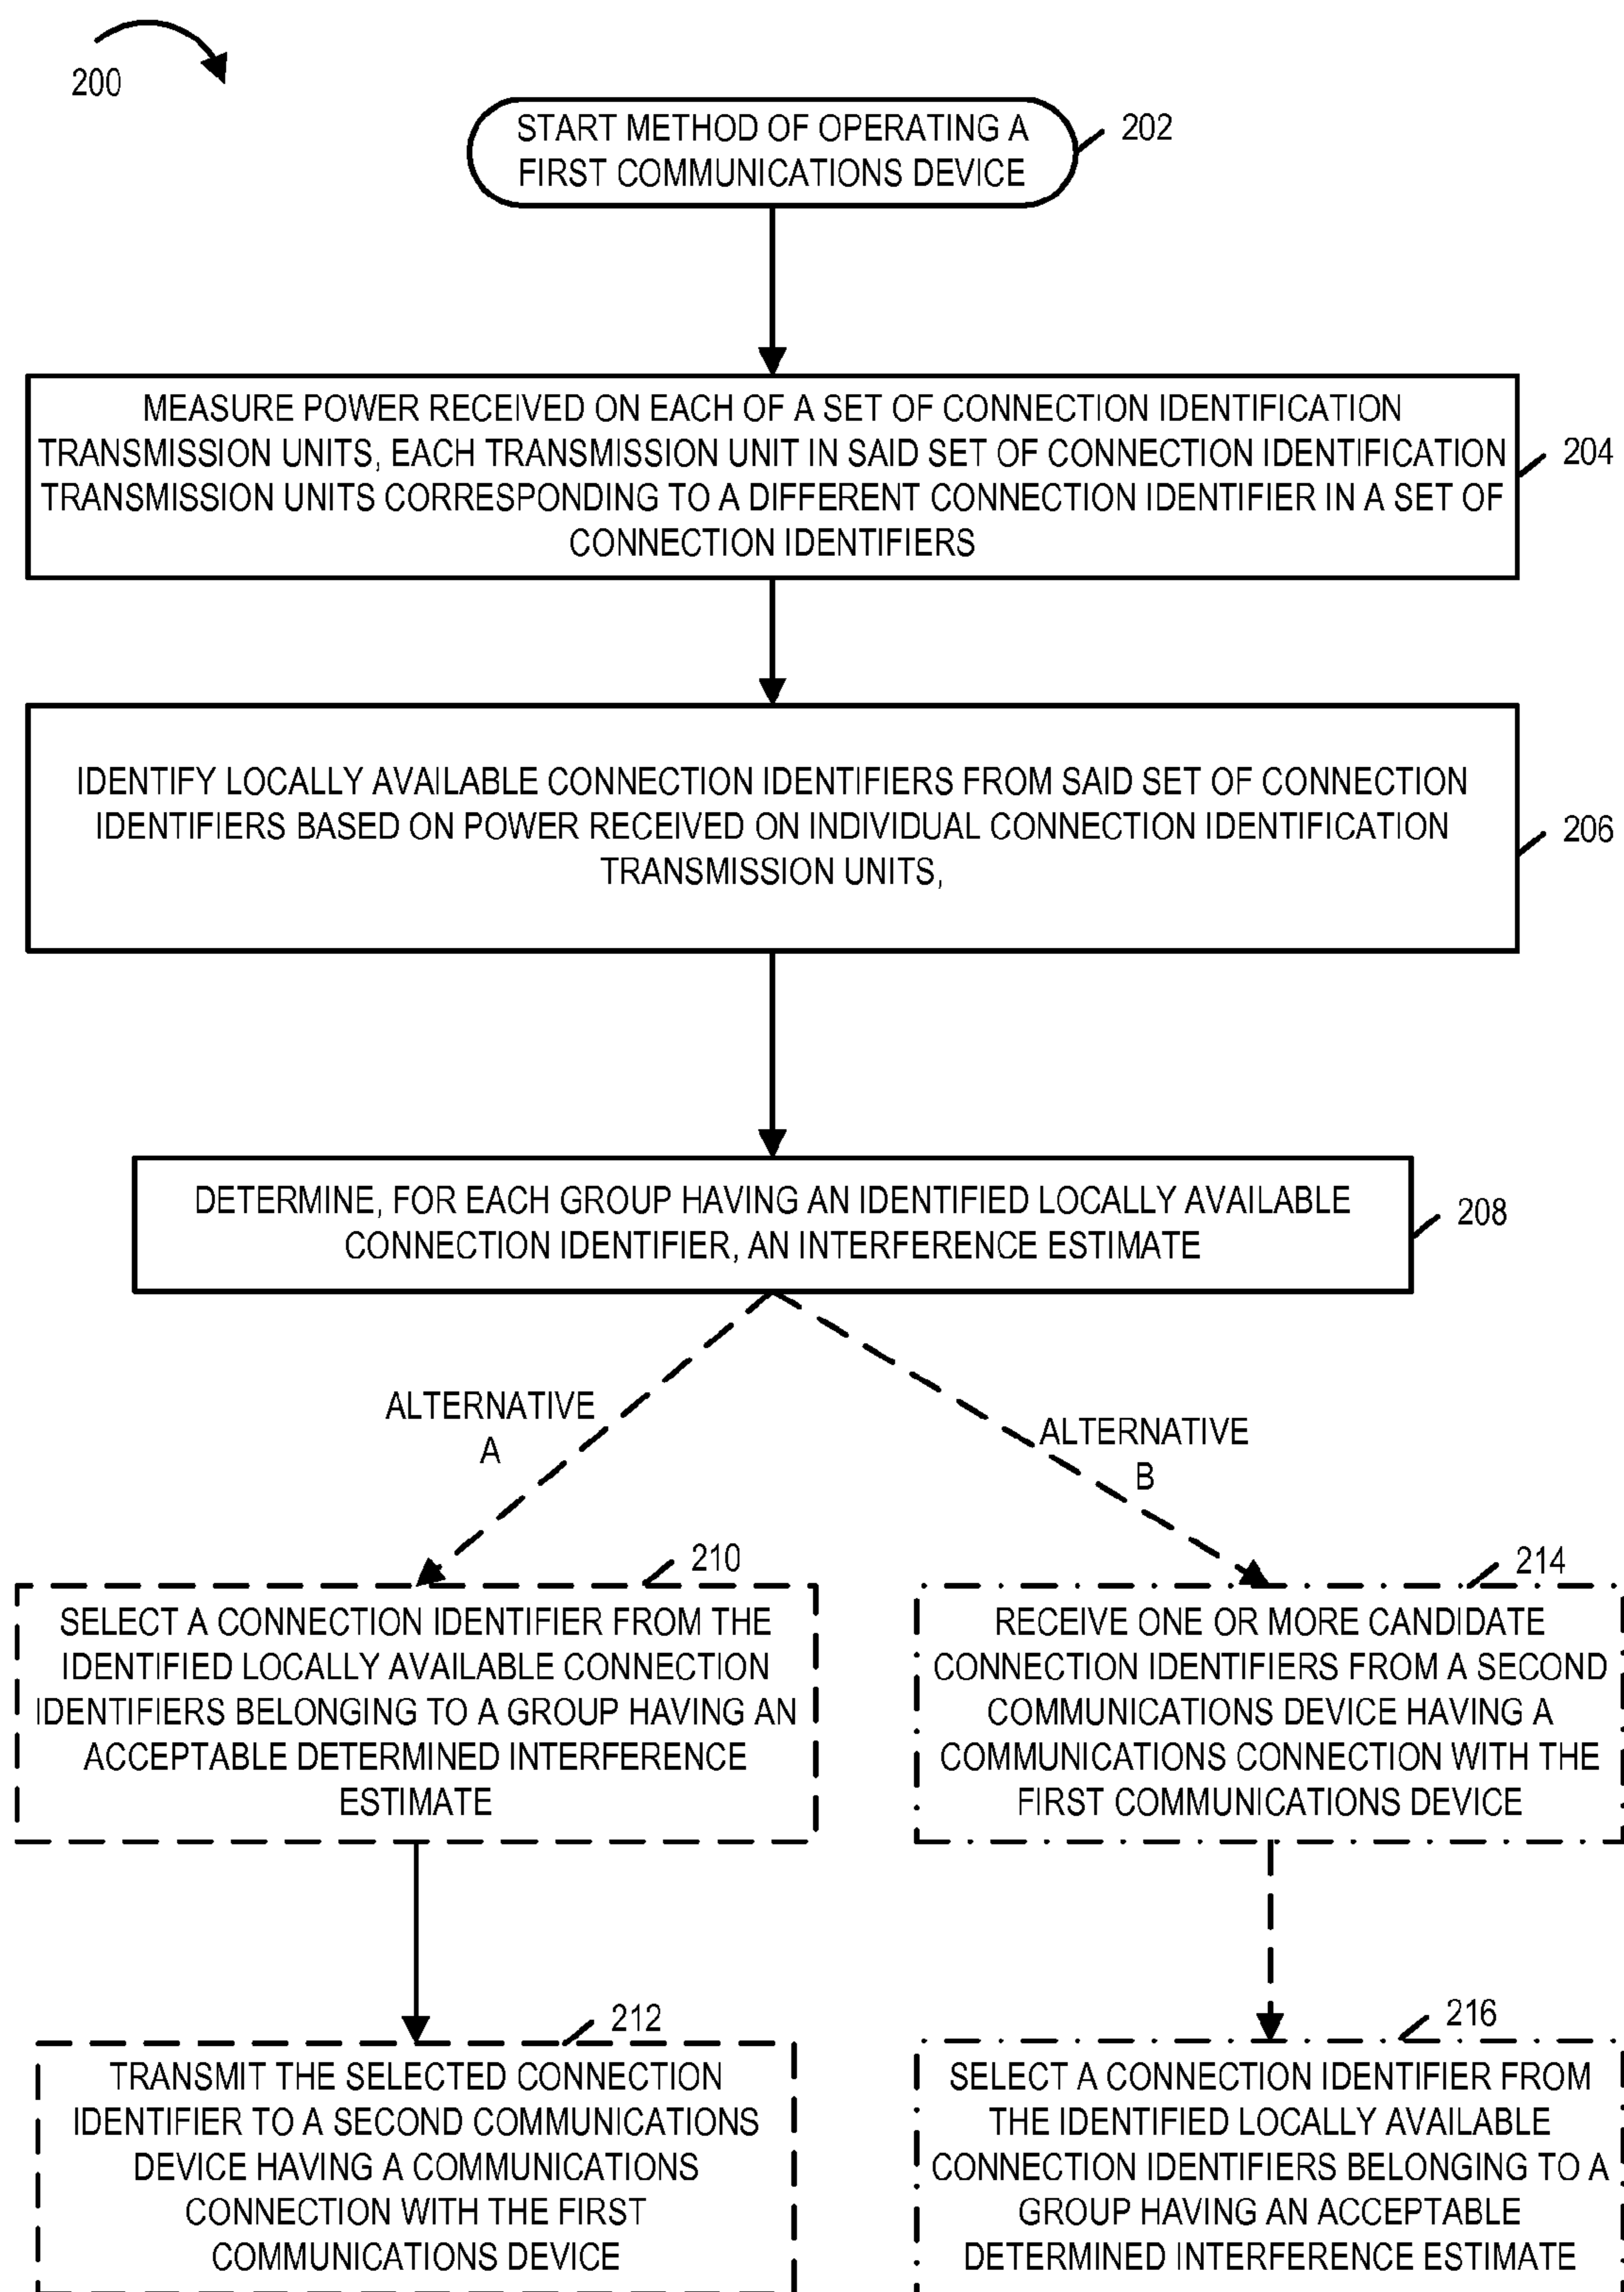 200
START METHOD OF OPERATING A
FIRST COMMUNICATIONS DEVICE
202
MEASURE POWER RECEIVED ON EACH OF A SET OF CONNECTION IDENTIFICATION
TRANSMISSION UNITS, EACH TRANSMISSION UNIT IN SAID SET OF CONNECTION IDENTIFICATION
TRANSMISSION UNITS CORRESPONDING TO A DIFFERENT CONNECTION IDENTIFIER IN A SET OF
CONNECTION IDENTIFIERS
204
IDENTIFY LOCALLY AVAILABLE CONNECTION IDENTIFIERS FROM SAID SET OF CONNECTION
IDENTIFIERS BASED ON POWER RECEIVED ON INDIVIDUAL CONNECTION IDENTIFICATION
TRANSMISSION UNITS,
206
DETERMINE, FOR EACH GROUP HAVING AN IDENTIFIED LOCALLY AVAILABLE
CONNECTION IDENTIFIER, AN INTERFERENCE ESTIMATE
208
ALTERNATIVE
A
ALTERNATIVE
B
210
SELECT A CONNECTION IDENTIFIER FROM THE
IDENTIFIED LOCALLY AVAILABLE CONNECTION
IDENTIFIERS BELONGING TO A GROUP HAVING AN
ACCEPTABLE DETERMINED INTERFERENCE
ESTIMATE
214
RECEIVE ONE OR MORE CANDIDATE
CONNECTION IDENTIFIERS FROM A SECOND
COMMUNICATIONS DEVICE HAVING A
COMMUNICATIONS CONNECTION WITH THE
FIRST COMMUNICATIONS DEVICE
212
TRANSMIT THE SELECTED CONNECTION
IDENTIFIER TO A SECOND COMMUNICATIONS
DEVICE HAVING A COMMUNICATIONS
CONNECTION WITH THE FIRST
COMMUNICATIONS DEVICE
216
SELECT A CONNECTION IDENTIFIER FROM
THE IDENTIFIED LOCALLY AVAILABLE
CONNECTION IDENTIFIERS BELONGING TO A
GROUP HAVING AN ACCEPTABLE
DETERMINED INTERFERENCE ESTIMATE